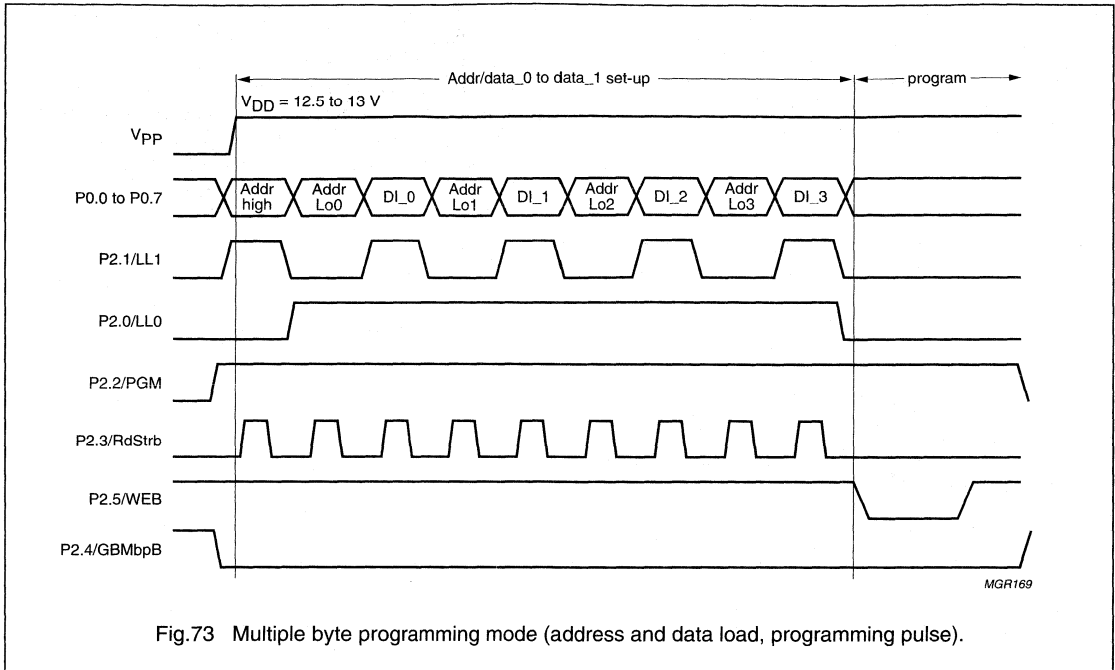 Addr/data_0 to data_1 set-up
program
VDD = 12.5 to 13 V
VPP
P0.0 to P0.7
Addr high
Addr Lo0
DI_0
Addr Lo1
DI_1
Addr Lo2
DI_2
Addr Lo3
DI_3
P2.1/LL1
P2.0/LL0
P2.2/PGM
P2.3/RdStrb
P2.5/WEB
P2.4/GBMbpB
MGR169
Fig.73 Multiple byte programming mode (address and data load, programming pulse).